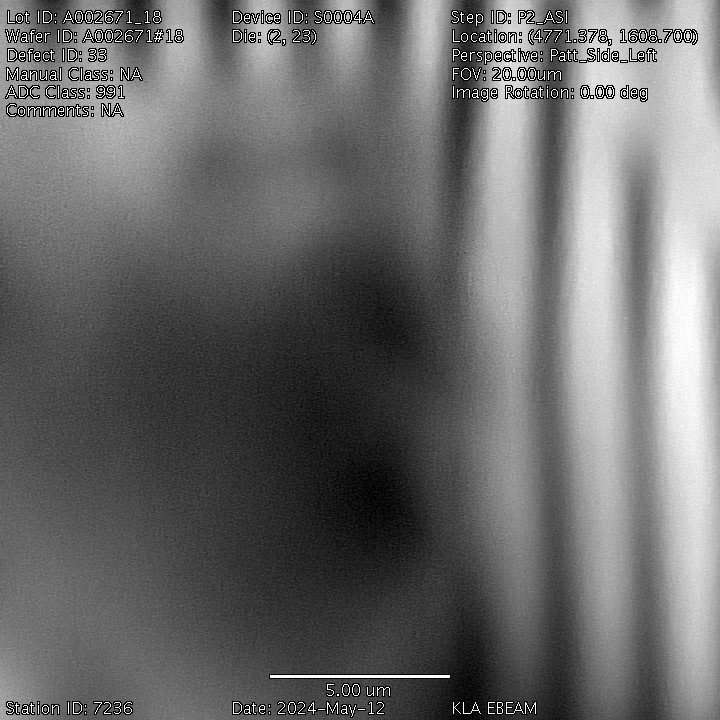 Lot ID: A002671_18
Wafer ID: A002671#18
Defect ID: 33
Manual Class: NA
ADC Class: 991
Comments: NA
Device ID: S0004A
Die: (2, 23)
Step ID: P2_ASI
Location: (4771.378, 1608.700)
Perspective: Patt_Side_Left
FOV: 20.00um
Image Rotation: 0.00 deg
5.00 um
Station ID: 7236
Date: 2024-May-12
KLA EBEAM